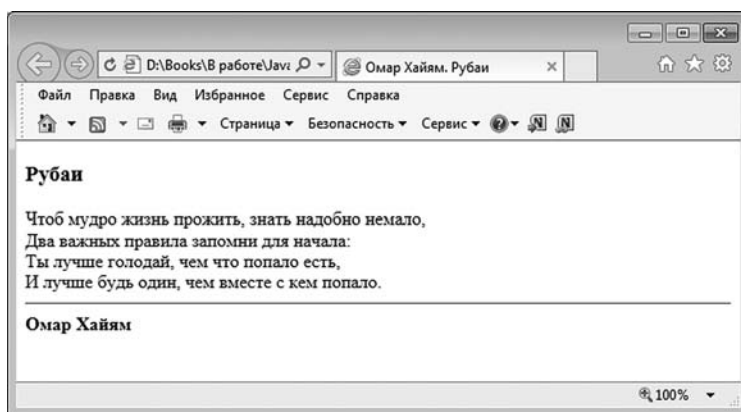 D:\Books\В работе\Java
Омар Хайям. Рубаи
Файл Правка Вид Избранное Сервис Справка
Страница Безопасность Сервис
Рубаи
Чтоб мудро жизнь прожить, знать надобно немало,
Два важных правила запомни для начала:
Ты лучше голодай, чем что попало есть,
И лучше будь один, чем вместе с кем попало.
Омар Хайям
100%